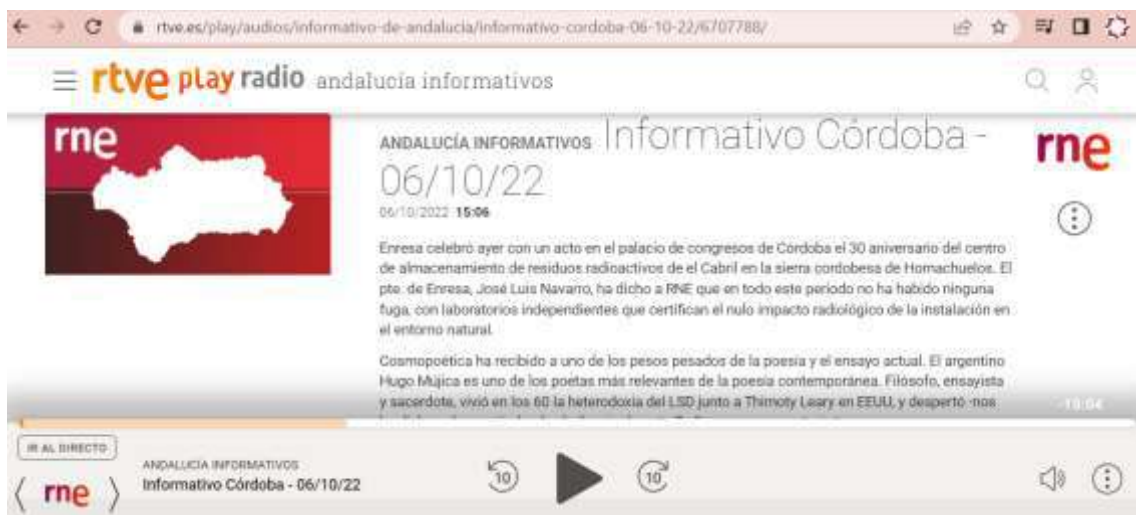 rtve.es/play/audios/informativo-de-andalucia/informativo-cordoba-06-10-22/6707788/
rtve play radio andalucía informativos
rne
ANDALUCÍA INFORMATIVOS Informativo Córdoba -
06/10/22
rne
06/10/2022 15:06
Enresa celebró ayer con un acto en el palacio de congresos de Córdoba el 30 aniversario del centro
de almacenamiento de residuos radioactivos de el Cabril en la sierra cordobesa de Hornachuelos. El
pte. de Enresa, José Luis Navarro, ha dicho a RNE que en todo este periodo no ha habido ninguna
fuga, con laboratorios independientes que certifican el nulo impacto radiológico de la instalación en
el entorno natural.
Cosmopoética ha recibido a uno de los pesos pesados de la poesía y el ensayo actual. El argentino
Hugo Mújica es uno de los poetas más relevantes de la poesía contemporánea. Filósofo, ensayista
y sacerdote, vivió en los 60 la heterodoxia del LSD junto a Thimoty Leary en EEUU, y despertó -nos
IR AL DIRECTO
rne
ANDALUCÍA INFORMATIVOS
Informativo Córdoba - 06/10/22
10
10